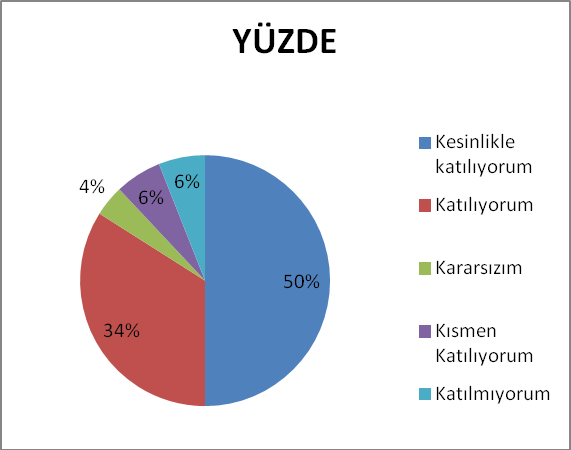 YÜZDE
Kesinlikle
katılıyorum
Katılıyorum
Kararsızım
Kısmen
Katılıyorum
Katılmıyorum
50%
34%
4%
6%
6%